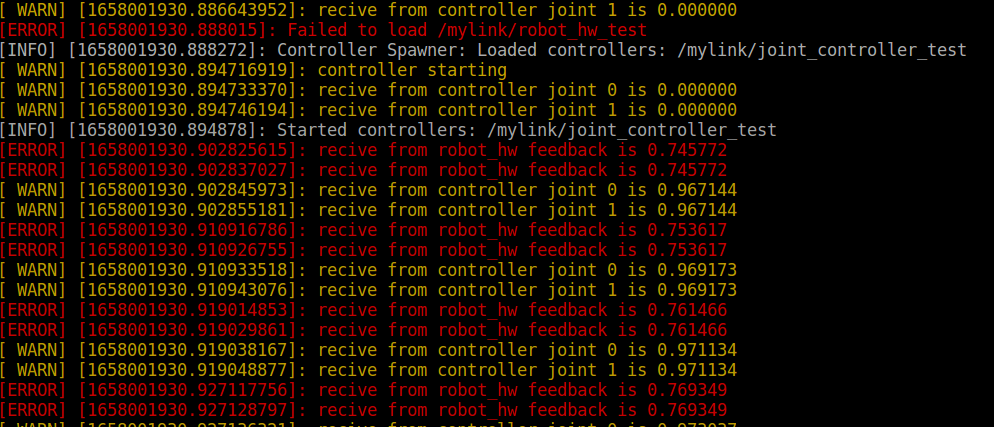 [ WARN] [1658001930.886643952]: recive from controller joint 1 is 0.000000
[ERROR] [1658001930.888015]: Failed to load /mylink/robot_hw_test
[INFO] [1658001930.888272]: Controller Spawner: Loaded controllers: /mylink/joint_controller_test
[ WARN] [1658001930.894716919]: controller starting
[ WARN] [1658001930.894733370]: recive from controller joint 0 is 0.000000
[ WARN] [1658001930.894746194]: recive from controller joint 1 is 0.000000
[INFO] [1658001930.894878]: Started controllers: /mylink/joint_controller_test
[ERROR] [1658001930.902825615]: recive from robot_hw feedback is 0.745772
[ERROR] [1658001930.902837027]: recive from robot_hw feedback is 0.745772
[ WARN] [1658001930.902845973]: recive from controller joint 0 is 0.967144
[ WARN] [1658001930.902855181]: recive from controller joint 1 is 0.967144
[ERROR] [1658001930.910916786]: recive from robot_hw feedback is 0.753617
[ERROR] [1658001930.910926755]: recive from robot_hw feedback is 0.753617
[ WARN] [1658001930.910933518]: recive from controller joint 0 is 0.969173
[ WARN] [1658001930.910943076]: recive from controller joint 1 is 0.969173
[ERROR] [1658001930.919014853]: recive from robot_hw feedback is 0.761466
[ERROR] [1658001930.919029861]: recive from robot_hw feedback is 0.761466
[ WARN] [1658001930.919038167]: recive from controller joint 0 is 0.971134
[ WARN] [1658001930.919048877]: recive from controller joint 1 is 0.971134
[ERROR] [1658001930.927117756]: recive from robot_hw feedback is 0.769349
[ERROR] [1658001930.927128797]: recive from robot_hw feedback is 0.769349